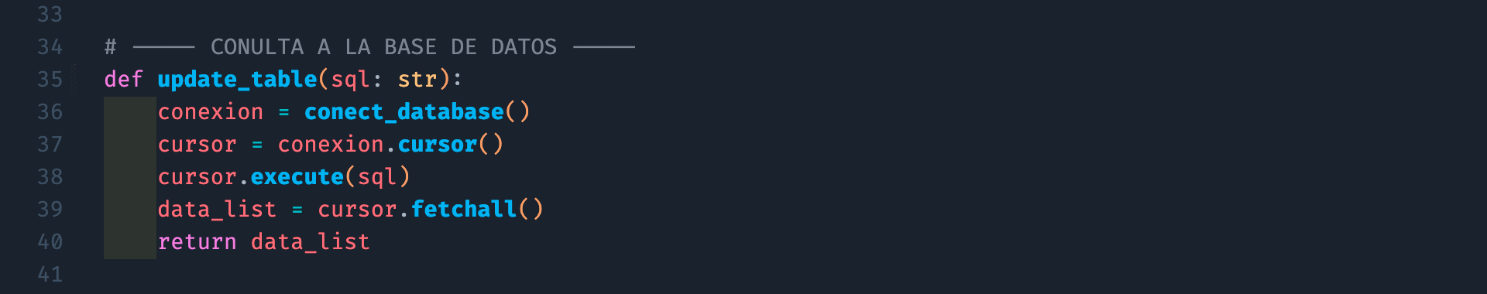 33
34 # ––––– CONULTA A LA BASE DE DATOS –––––
35 def update_table(sql: str):
36     conexion = conect_database()
37     cursor = conexion.cursor()
38     cursor.execute(sql)
39     data_list = cursor.fetchall()
40     return data_list
41